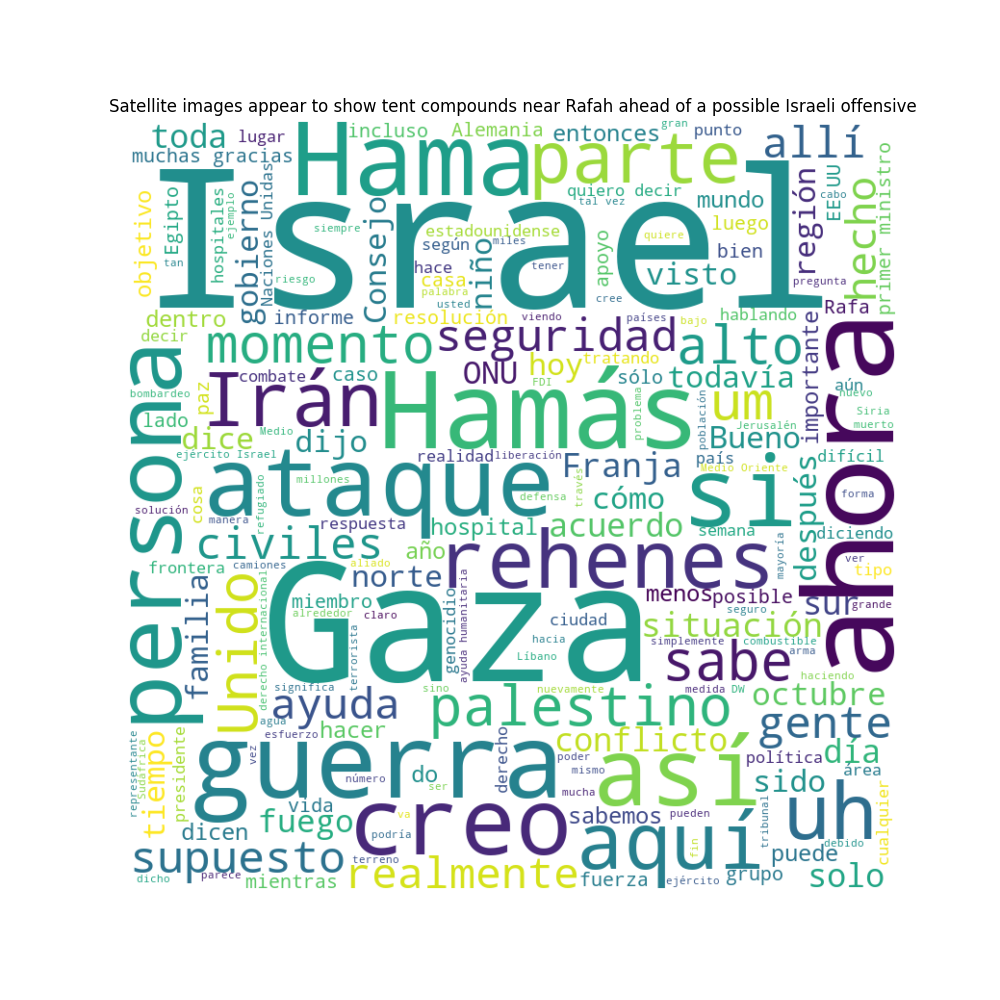 Satellite images appear to show tent compounds near Rafah ahead of a possible Israeli offensive
toda
lugar
Hama
incluso
Alemania
parte
entonces
gran
punto
allí
muchas gracias
quiero decir
tal vez
mundo
EEUU
cabo
región
hecho
primer ministro
objetivo
Egipto
tan
hospitales
ejemplo
gobierno
Naciones Unidas
Israel
siempre
Consejo
estadounidense
según
niño
miles
apoyo
quiere
luego
bien
visto
hace
casa
palabra
tener
riesgo
usted
cree
pregunta
Rafa
dentro
informe
resolución
viendo
países
bajo
hablando
decir
momento
seguridad
alto
importante
ahora
persona
bombardeo
paz
combate
Irán
caso
ONU
FDI
hoy
tratando
sólo
todavía
aún
nuevo
Hamás
problema
um
población
Siria
muerto
lado
dice
Medio
dijo
Jerusalén
Bueno
ejército Israel
realidad
liberación
Franja
país
Medio Oriente
difícil
cosa
refugiado
millones
ataque
defensa
través
cómo
si
después
forma
solución
manera
respuesta
hospital
acuerdo
semana
diciendo
civiles
año
rehenes
mayoría
ver
frontera
camiones
aliado
norte
tipo
familia
Unido
derecho internacional
Gaza
miembro
alrededor
claro
genocidio
ayuda humanitaria
menos
posible
seguro
sur
grande
ciudad
situación
terrorista
hacia
simplemente
combustible
arma
Líbano
sabe
haciendo
significa
sino
nuevamente
medida
DW
octubre
ayuda
palestino
agua
esfuerzo
hacer
gente
representante
Sudáfrica
tiempo
presidente
guerra
vez
derecho
conflicto
poder
política
día
número
do
ser
mismo
así
sido
área
mucha
vida
creo
uh
dicen
fuego
va
podría
sabemos
pueden
aquí
fin
tribunal
debido
cualquier
supuesto
terreno
puede
dicho
parece
mientras
realmente
fuerza
ejército
grupo
solo